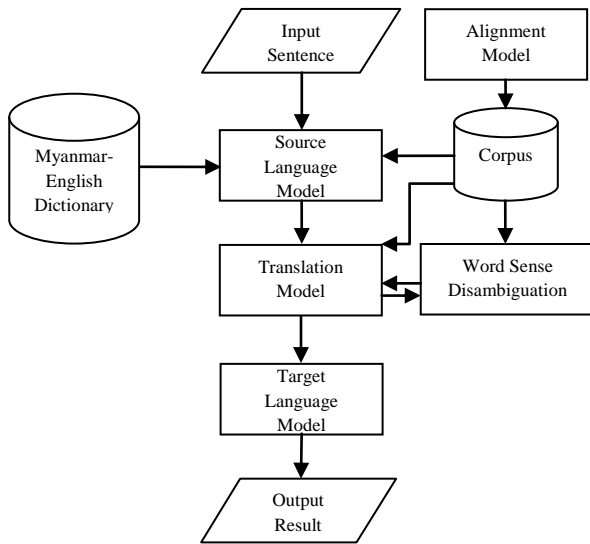 Input
Sentence
Alignment
Model
Myanmar-
English
Dictionary
Source
Language
Model
Corpus
Translation
Model
Word Sense
Disambiguation
Target
Language
Model
Output
Result